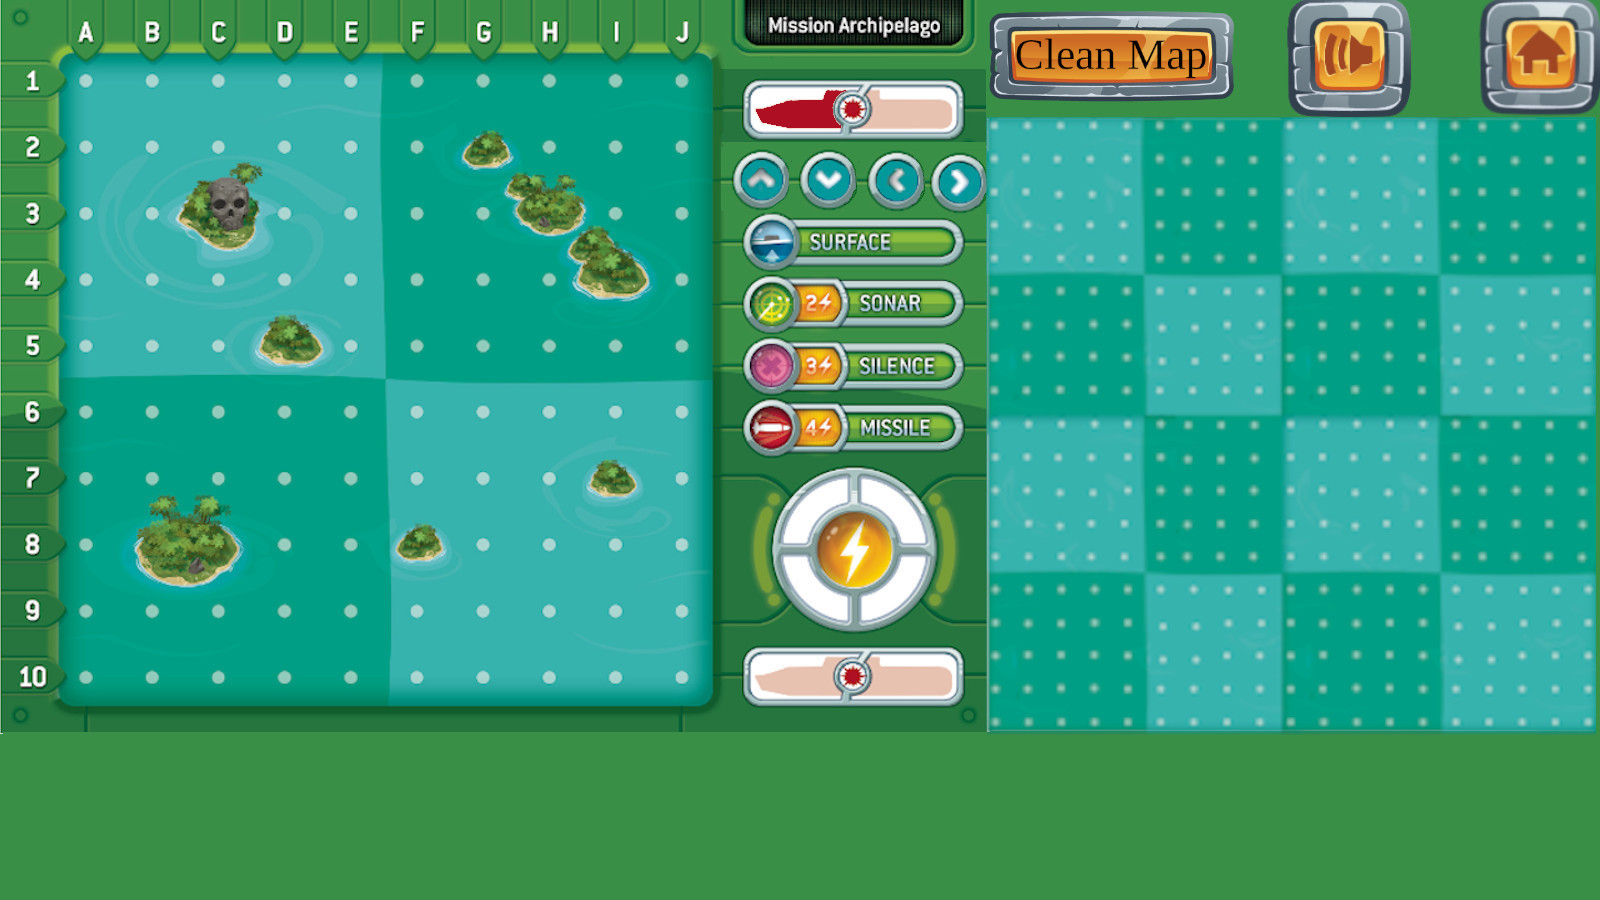 A B C D E F G H I J
Mission Archipelago
Clean Map
1
2
3
4
5
6
7
8
9
10
SURFACE
2 SONAR
3 SILENCE
4 MISSILE